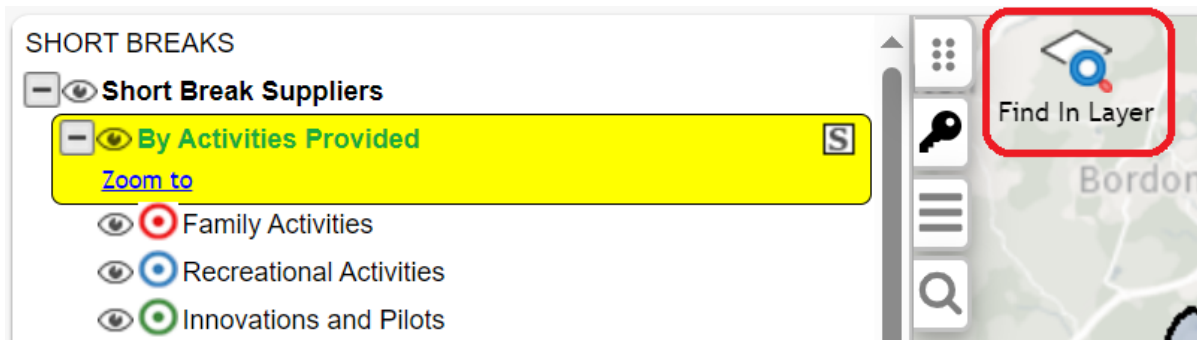 SHORT BREAKS
Short Break Suppliers
By Activities Provided S
Zoom to
Family Activities
Recreational Activities
Innovations and Pilots
Find In Layer
Bordon